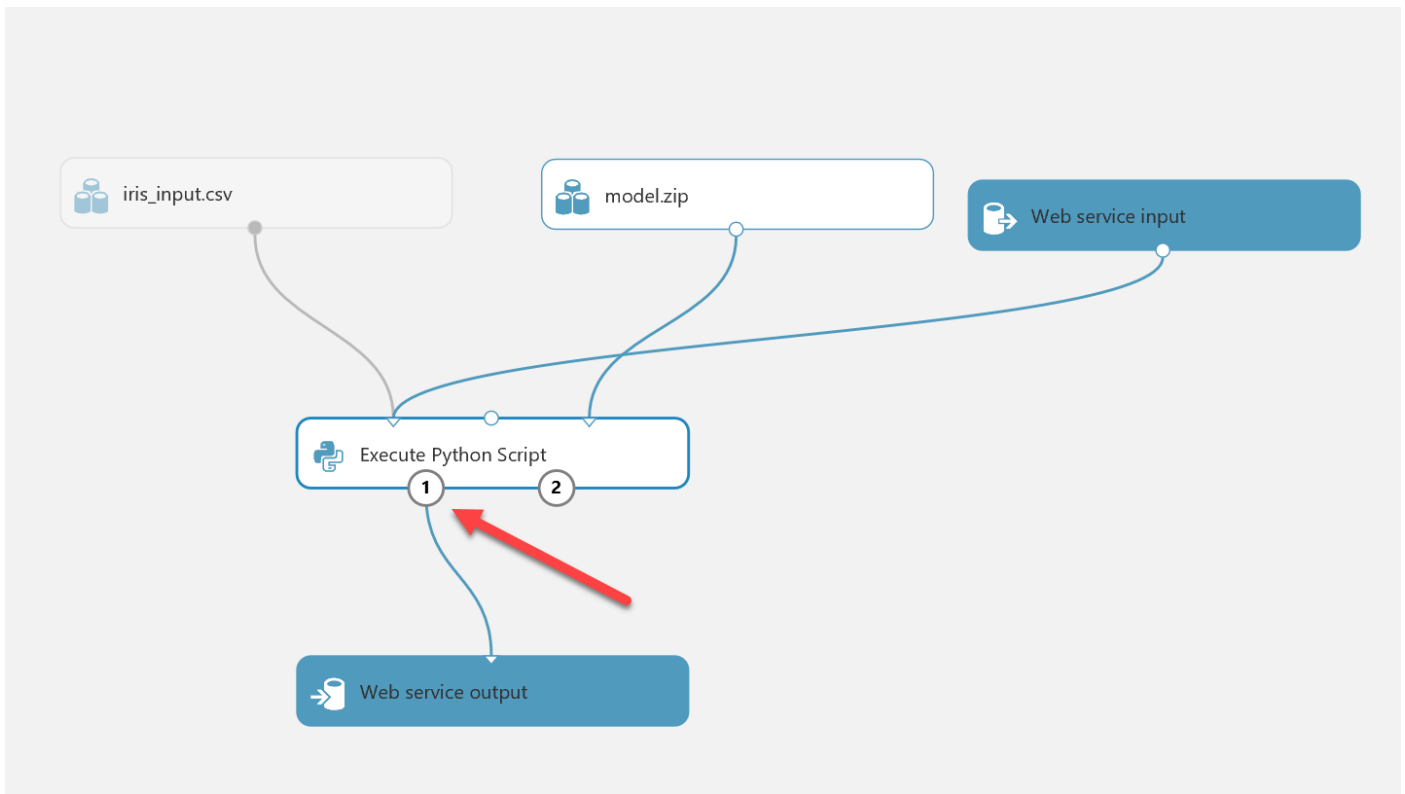 iris_input.csv
model.zip
Web service input
Execute Python Script
1
2
Web service output